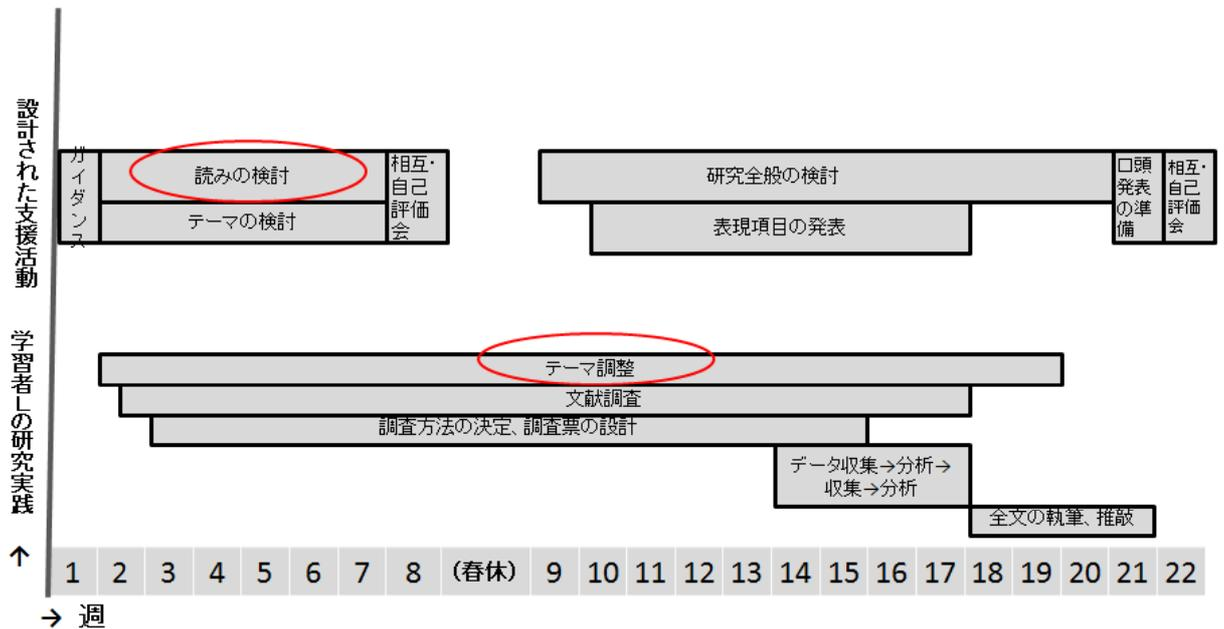 設計された支援活動
ガイダンス
読みの検討
テーマの検討
相互・
自己
評価
会
研究全般の検討
表現項目の発表
口頭
発表
の準
備
相互・
自己
評価
会
学習者Lの研究実践
テーマ調整
文献調査
調査方法の決定、調査票の設計
データ収集→分析→
収集→分析
全文の執筆、推敲
↑
1 2 3 4 5 6 7 8 (春休) 9 10 11 12 13 14 15 16 17 18 19 20 21 22
→ 週